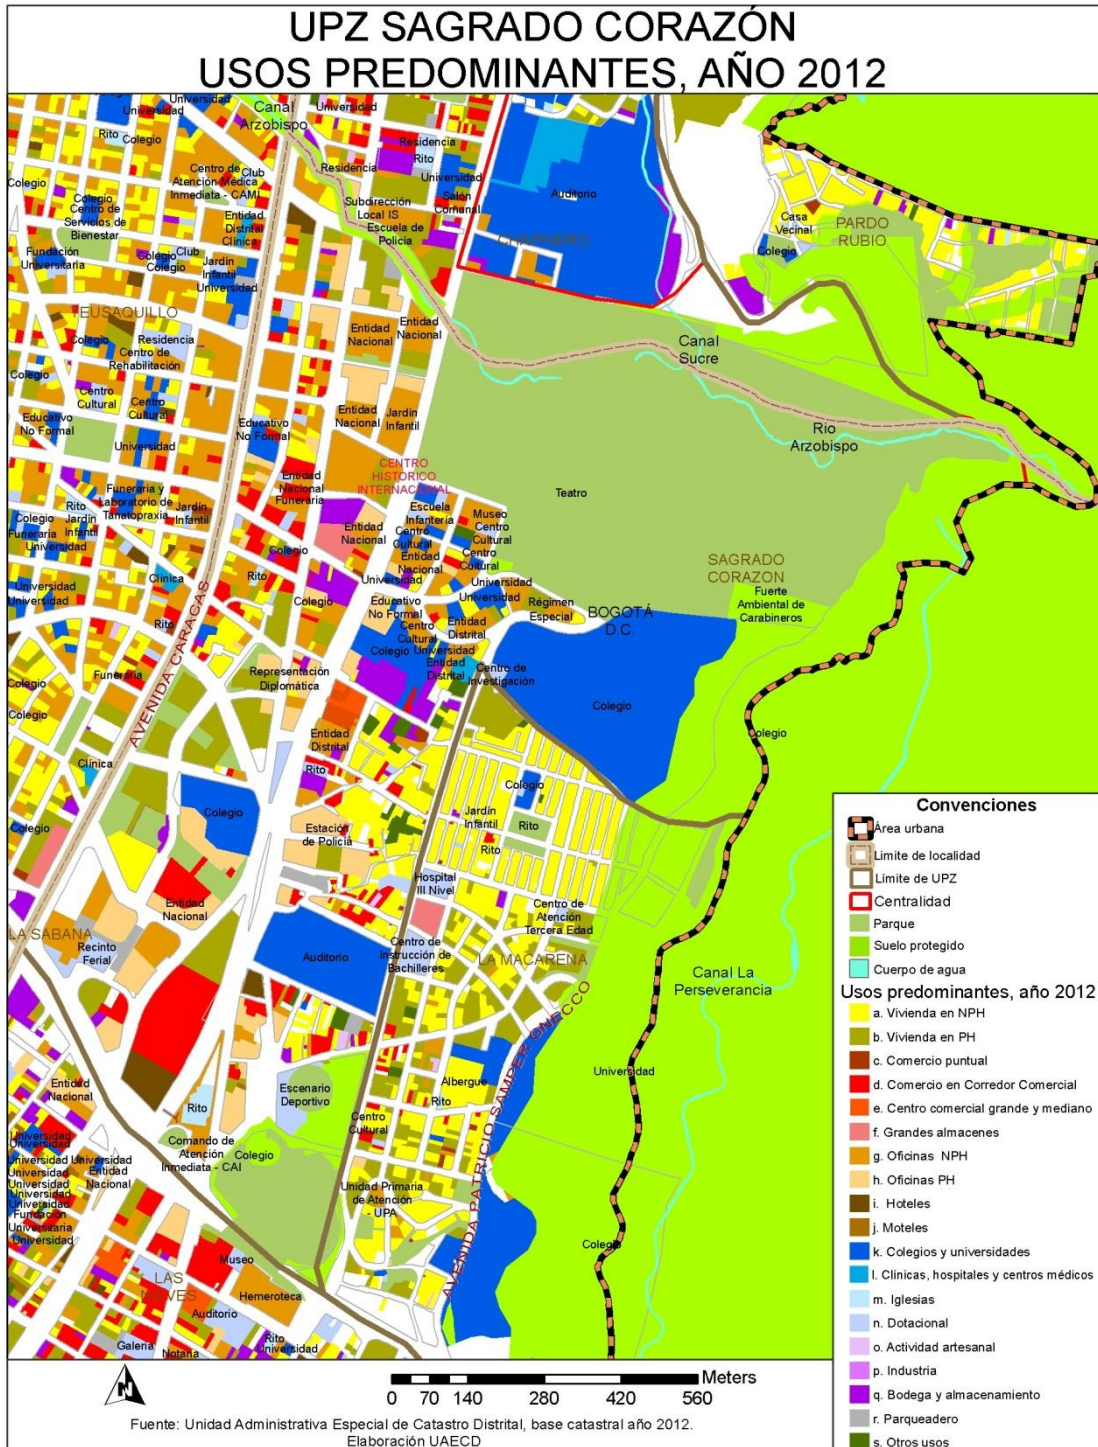 UPZ SAGRADO CORAZÓN
USOS PREDOMINANTES, AÑO 2012
Universidad
Universidad
Canal
Arzobispo
Universidad
Rito
Colegio
Residencia
Rito
Universidad
Residencia
Salón
Comunal
Auditorio
Casa
Vecinal
Colegio
PARDO
RUBIO
Colegio
Centro de
Atención Médica
Inmediata - CAMI
Club
Colegio
Centro de
Servicios de
Bienestar
Entidad
Distrital
Clínica
Subdirección
Local IS
Escuela de
Policía
CHAPINERO
Fundación
Universitaria
Club
Colegio
Colegio
Jardín
Infantil
Universidad
TEUSAQUILLO
Colegio
Residencia
Centro de
Rehabilitación
Entidad
Nacional
Entidad
Nacional
Canal
Sucre
Colegio
Centro
Cultural
Centro
Cultural
Educativo
No Formal
Universidad
Educativo
No Formal
Entidad
Nacional
Jardín
Infantil
Rio
Arzobispo
CENTRO
HISTORICO
INTERNACIONAL
Entidad
Nacional
Funeraria
Teatro
Funeraria y
Laboratorio de
Tanatopraxia
Rito
Jardín
Infantil
Jardín
Infantil
Colegio
Funeraria
Universidad
Escuela
Infantería
Museo
Centro
Cultural
Entidad
Nacional
Centro
Cultural
Entidad
Nacional
Centro
Cultural
Colegio
Clínica
Rito
Universidad
Universidad
Universidad
Universidad
Universidad
SAGRADO
CORAZON
Fuerte
Ambiental de
Carabineros
Colegio
Educativo
No Formal
Centro
Cultural
Régimen
Especial
BOGOTÁ
D.C.
Rito
Entidad
Distrital
Colegio
Universidad
Entidad
Distrital
Centro de
Investigación
AVENIDA CARACAS
Funeraria
Colegio
Colegio
Representación
Diplomática
Colegio
Entidad
Distrital
Colegio
Clínica
Rito
Colegio
Colegio
Colegio
Jardín
Infantil
Rito
Rito
Estación
de Policía
Hospital
III Nivel
Entidad
Nacional
LA SABANA
Recinto
Ferial
Auditorio
Centro de
Instrucción de
Bachilleres
Centro de
Atención
Tercera Edad
LA MACARENA
Canal La
Perseverancia
AVENIDA PATRICIO SAMPER GNECCO
Universidad
Entidad
Nacional
Rito
Escenario
Deportivo
Albergue
Rito
Centro
Cultural
Comando de
Atención
Inmediata - CAI
Colegio
Universidad
Universidad
Universidad
Universidad
Universidad
Universidad
Universidad
Fundación
Universitaria
Universidad
Universidad
Entidad
Nacional
Unidad Primaria
de Atención
- UPA
Colegio
Museo
LAS
NIEVES
Hemeroteca
Auditorio
Galería
Notaría
Rito
Universidad
Convenciones
Área urbana
Límite de localidad
Límite de UPZ
Centralidad
Parque
Suelo protegido
Cuerpo de agua
Usos predominantes, año 2012
a. Vivienda en NPH
b. Vivienda en PH
c. Comercio puntual
d. Comercio en Corredor Comercial
e. Centro comercial grande y mediano
f. Grandes almacenes
g. Oficinas NPH
h. Oficinas PH
i. Hoteles
j. Moteles
k. Colegios y universidades
l. Clínicas, hospitales y centros médicos
m. Iglesias
n. Dotacional
o. Actividad artesanal
p. Industria
q. Bodega y almacenamiento
r. Parqueadero
s. Otros usos
N
Meters
0 70 140 280 420 560
Fuente: Unidad Administrativa Especial de Catastro Distrital, base catastral año 2012.
Elaboración UAECD